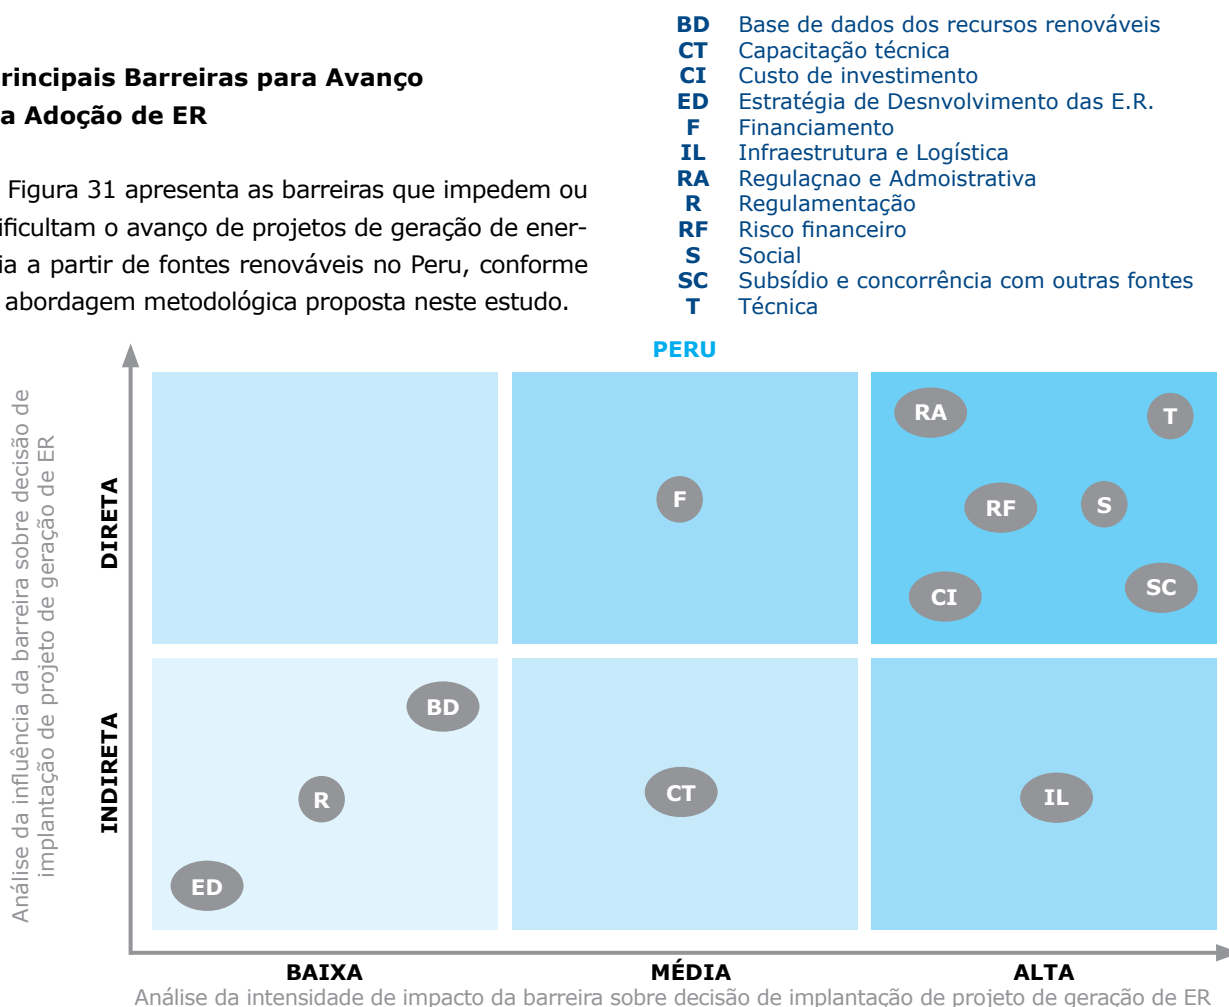 rincipais Barreiras para Avanço
a Adoção de ER
Figura 31 apresenta as barreiras que impedem ou
ificultam o avanço de projetos de geração de ener-
ia a partir de fontes renováveis no Peru, conforme
abordagem metodológica proposta neste estudo.
BD Base de dados dos recursos renováveis
CT Capacitação técnica
CI Custo de investimento
ED Estratégia de Desnvolvimento das E.R.
F Financiamento
IL Infraestrutura e Logística
RA Regulaçnao e Admoistrativa
R Regulamentação
RF Risco financeiro
S Social
SC Subsídio e concorrência com outras fontes
T Técnica
PERU
Análise da influência da barreira sobre decisão de
implantação de projeto de geração de ER
DIRETA
RA
T
F
RF
S
CI
SC
INDIRETA
BD
R
CT
IL
ED
BAIXA MÉDIA ALTA
Análise da intensidade de impacto da barreira sobre decisão de implantação de projeto de geração de ER